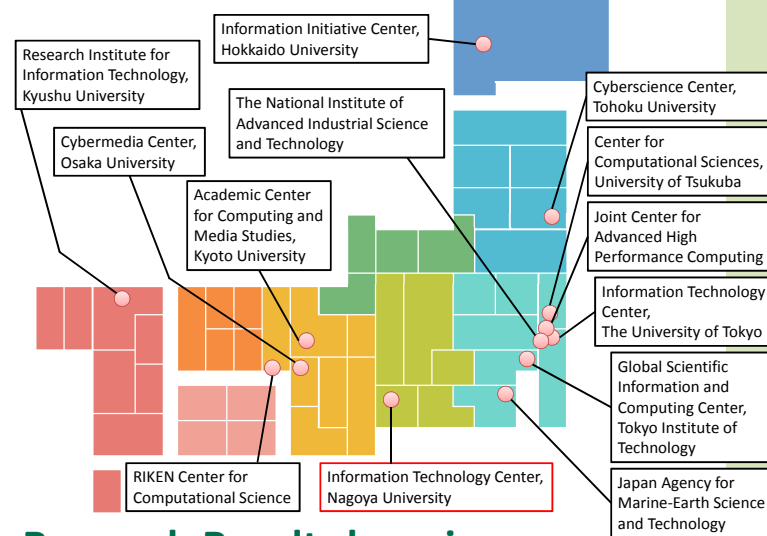 Information Initiative Center,
Hokkaido University
Research Institute for
Information Technology,
Kyushu University
The National Institute of
Advanced Industrial Science
and Technology
Cyberscience Center,
Tohoku University
Cybermedia Center,
Osaka University
Center for
Computational Sciences,
University of Tsukuba
Academic Center
for Computing and
Media Studies,
Kyoto University
Joint Center for
Advanced High
Performance Computing
Information Technology
Center,
The University of Tokyo
Global Scientific
Information and
Computing Center,
Tokyo Institute of
Technology
RIKEN Center for
Computational Science
Information Technology Center,
Nagoya University
Japan Agency for
Marine-Earth Science
and Technology